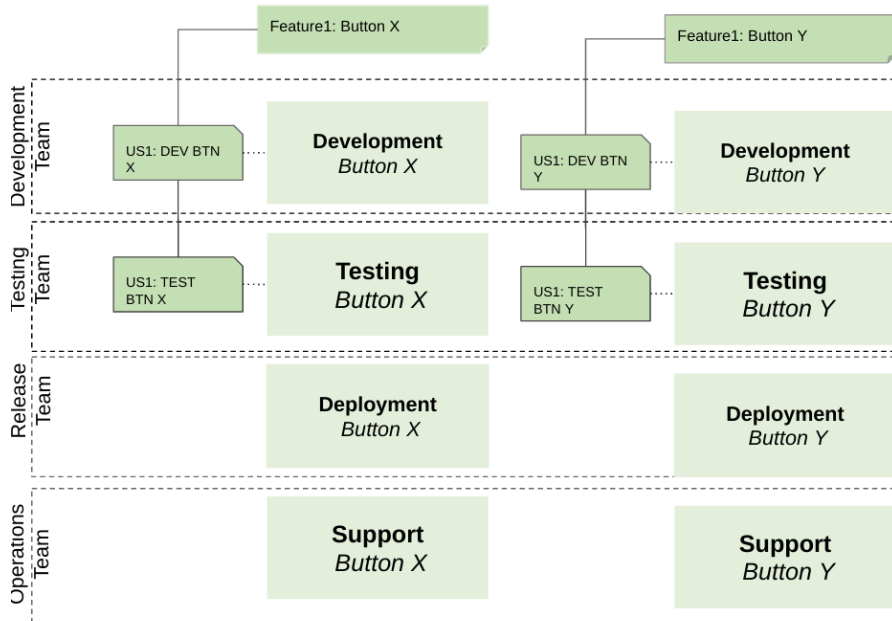 Feature1: Button X
Feature1: Button Y
Development
Team
US1: DEV BTN
X
Development
Button X
US1: DEV BTN
Y
Development
Button Y
Testing
Team
US1: TEST
BTN X
Testing
Button X
US1: TEST
BTN Y
Testing
Button Y
Release
Team
Deployment
Button X
Deployment
Button Y
Operations
Team
Support
Button X
Support
Button Y